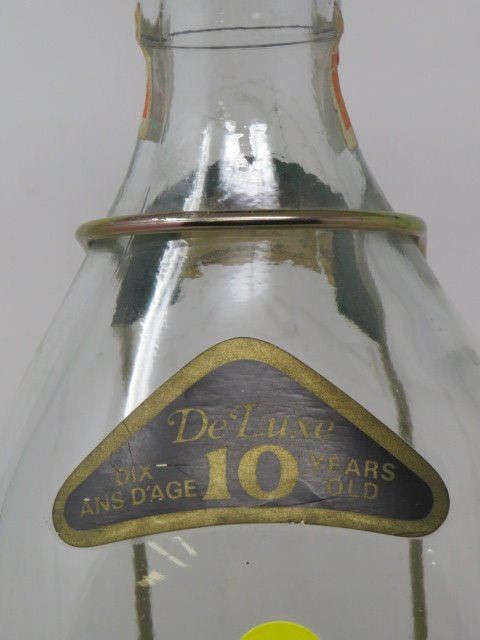 De Luxe
DIX- 10 YEARS
ANS D'AGE OLD